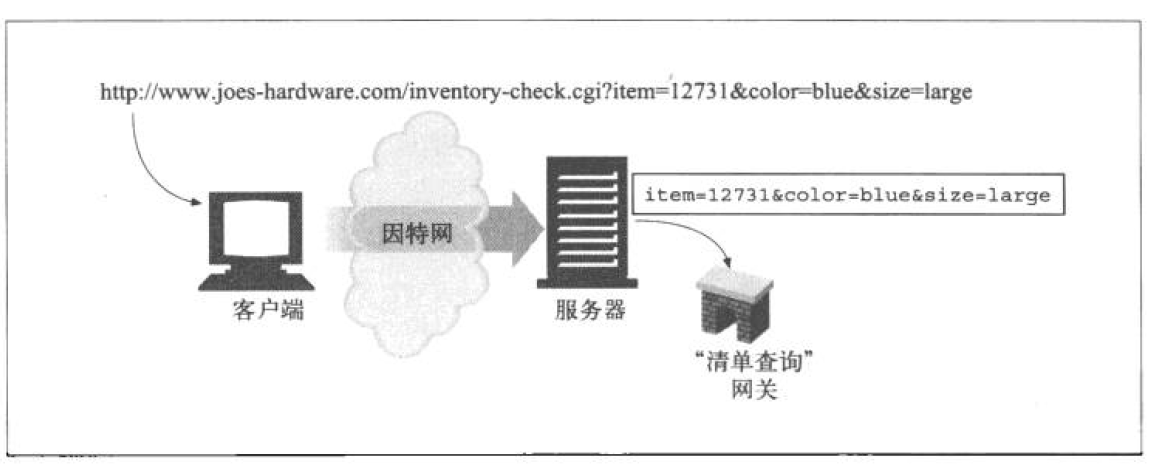 http://www.joes-hardware.com/inventory-check.cgi?item=12731&color=blue&size=large
item=12731&color=blue&size=large
因特网
客户端
服务器
“清单查询”
网关